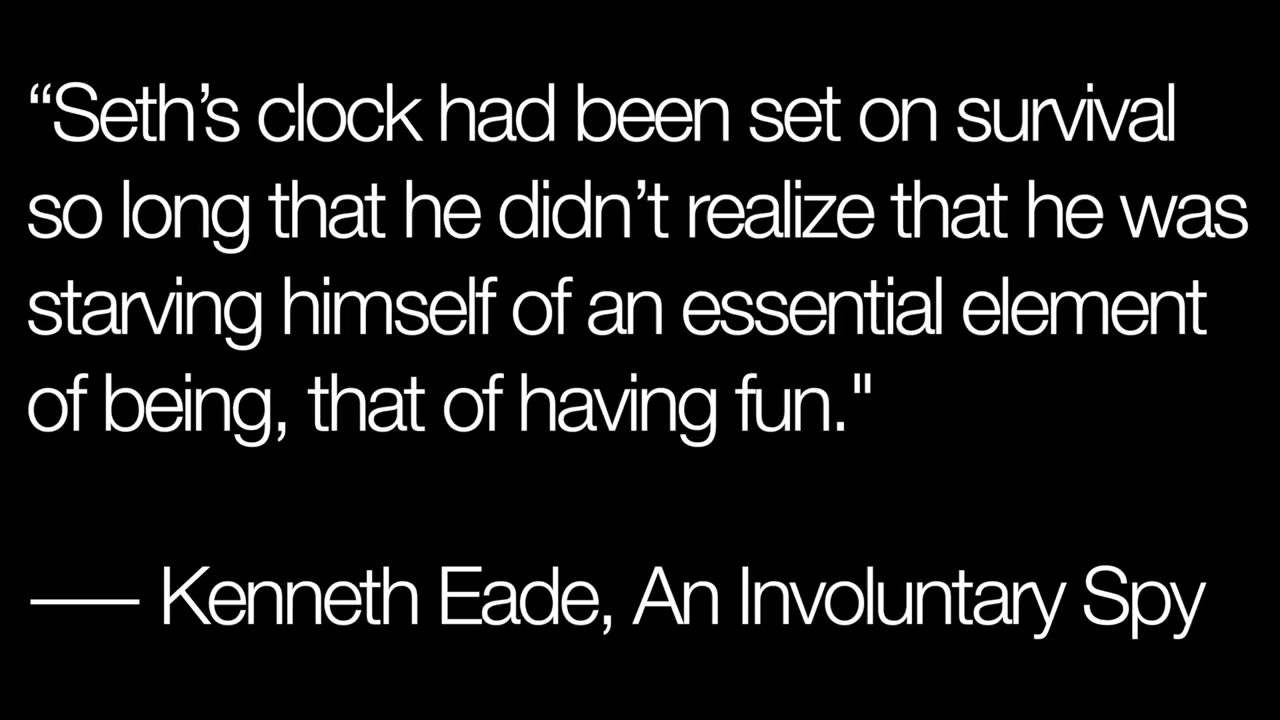 “Seth’s clock had been set on survival
so long that he didn’t realize that he was
starving himself of an essential element
of being, that of having fun."
—– Kenneth Eade, An Involuntary Spy